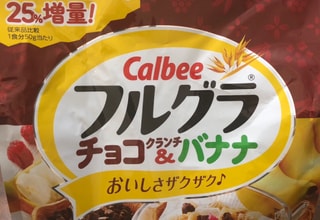 25%増量!
従来品比較
1食分50g当たり
Calbee
フルグラ®
チョコクランチ&バナナ
おいしさザクザク♪